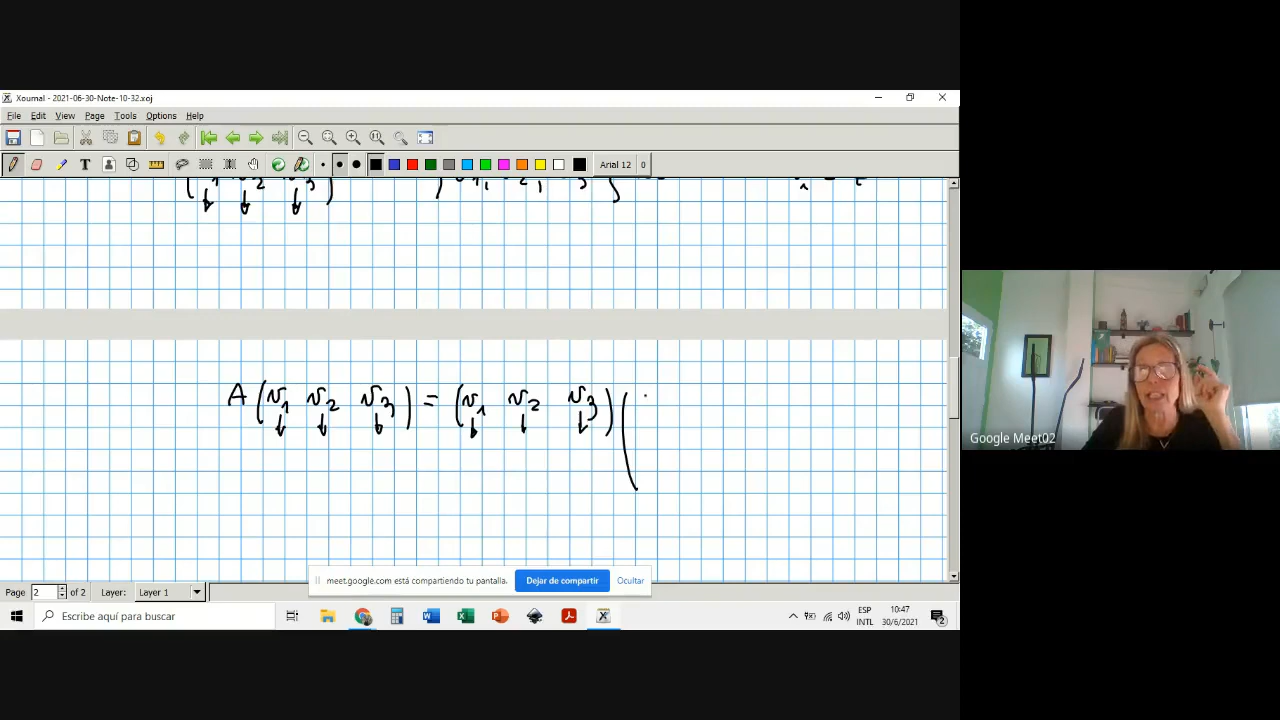 Xournal - 2021-06-30-Note-10-32.xoj
File Edit View Page Tools Options Help
Arial 12 0
A (v₁ v₂ v₃) = (v₁ v₂ v₃) (
↓ ↓ ↓ ↓ ↓ ↓
Google Meet02
meet.google.com está compartiendo tu pantalla. Dejar de compartir Ocultar
Page 2 of 2 Layer: Layer 1
Escribe aquí para buscar
ESP 10:47
INTL 30/6/2021
2